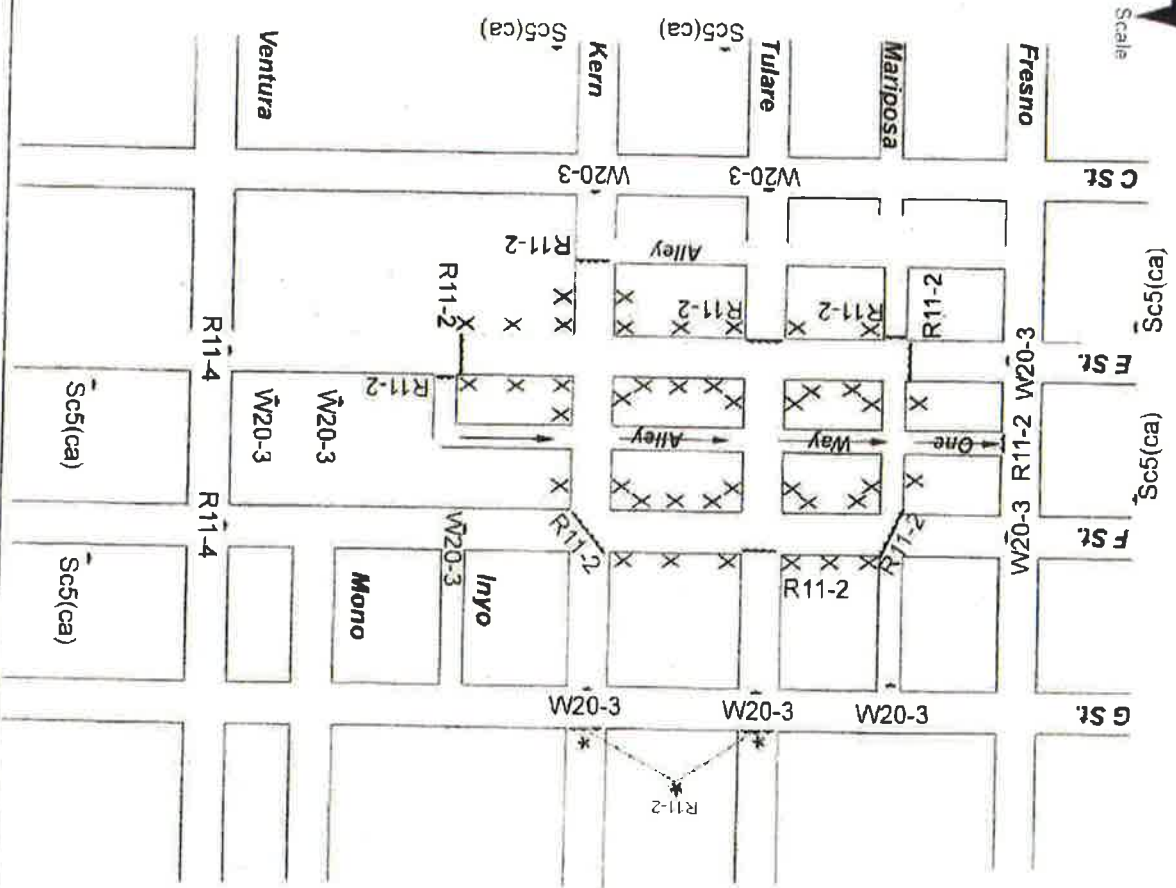 Scale
Sc5(ca)
Sc5(ca)
Ventura
Kern
Tulare
Mariposa
Fresno
C St.
W20-3
W20-3
Sc5(ca)
R11-2
Alley
R11-2
R11-2
R11-2
R11-2
R11-4
W20-3
E St.
Sc5(ca)
W20-3
W20-3
R11-2
Alley
Way
One
R11-2
Sc5(ca)
R11-4
W20-3
R11-2
R11-2
W20-3
F St.
Sc5(ca)
Mono
Inyo
R11-2
W20-3
W20-3
W20-3
G St.
*
*
R11-2
X X X X X
X X X X X
X X X X X X X X X X X
X X X X X X
X X X X X X X X X X
X X X X X X